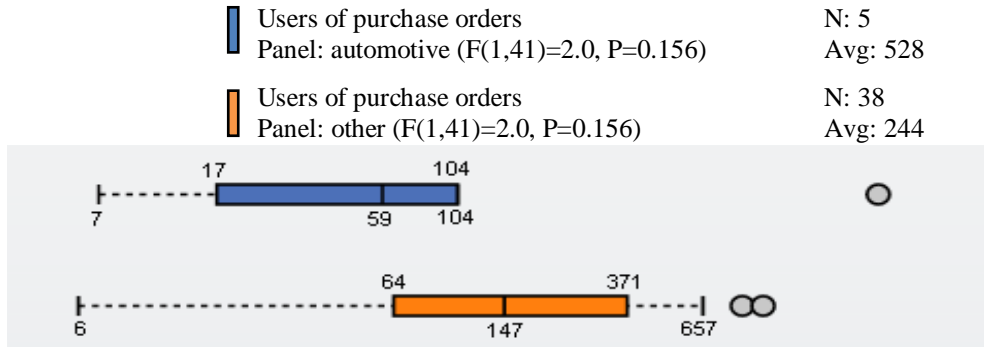 Users of purchase orders N: 5
Panel: automotive (F(1,41)=2.0, P=0.156) Avg: 528
Users of purchase orders N: 38
Panel: other (F(1,41)=2.0, P=0.156) Avg: 244
17 104
7 59 104
64 371
6 147 657